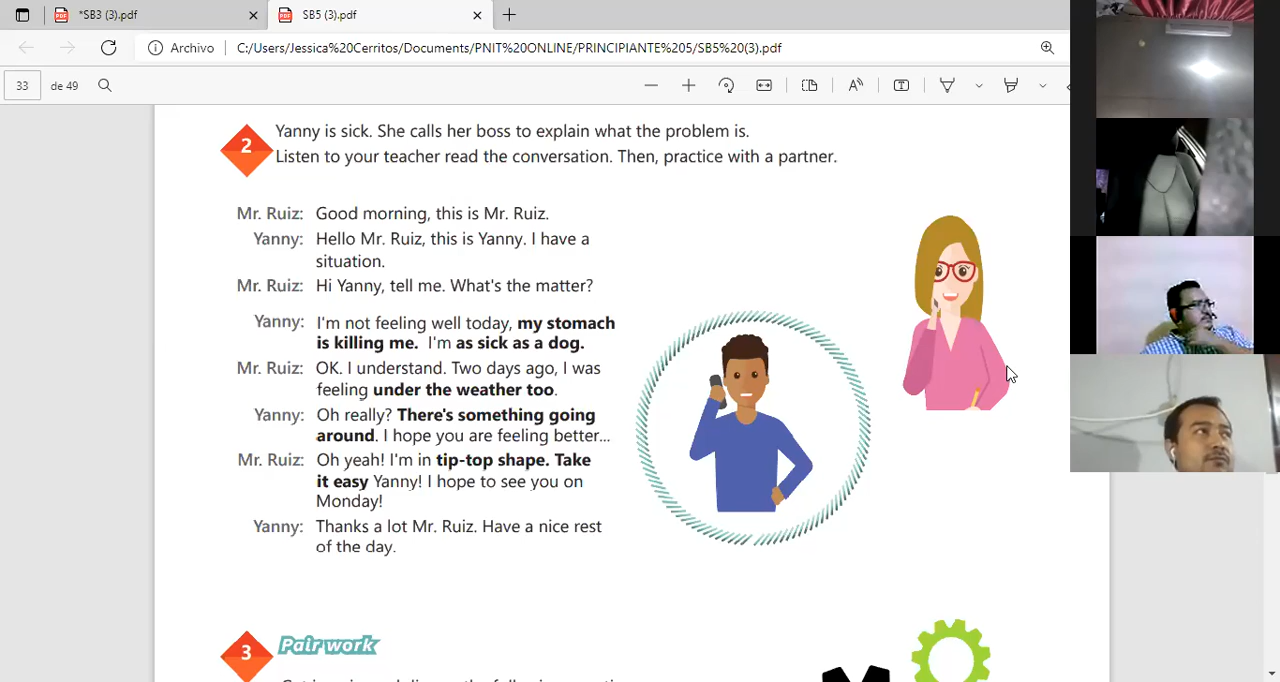 *SB3 (3).pdf
SB5 (3).pdf
Archivo
C:/Users/Jessica%20Cerritos/Documents/PNIT%20ONLINE/PRINCIPIANTE%205/SB5%20(3).pdf
33 de 49
2
Yanny is sick. She calls her boss to explain what the problem is.
Listen to your teacher read the conversation. Then, practice with a partner.
Mr. Ruiz: Good morning, this is Mr. Ruiz.
Yanny: Hello Mr. Ruiz, this is Yanny. I have a
situation.
Mr. Ruiz: Hi Yanny, tell me. What's the matter?
Yanny: I'm not feeling well today, my stomach
is killing me. I'm as sick as a dog.
Mr. Ruiz: OK. I understand. Two days ago, I was
feeling under the weather too.
Yanny: Oh really? There's something going
around. I hope you are feeling better...
Mr. Ruiz: Oh yeah! I'm in tip-top shape. Take
it easy Yanny! I hope to see you on
Monday!
Yanny: Thanks a lot Mr. Ruiz. Have a nice rest
of the day.
3
Pair work